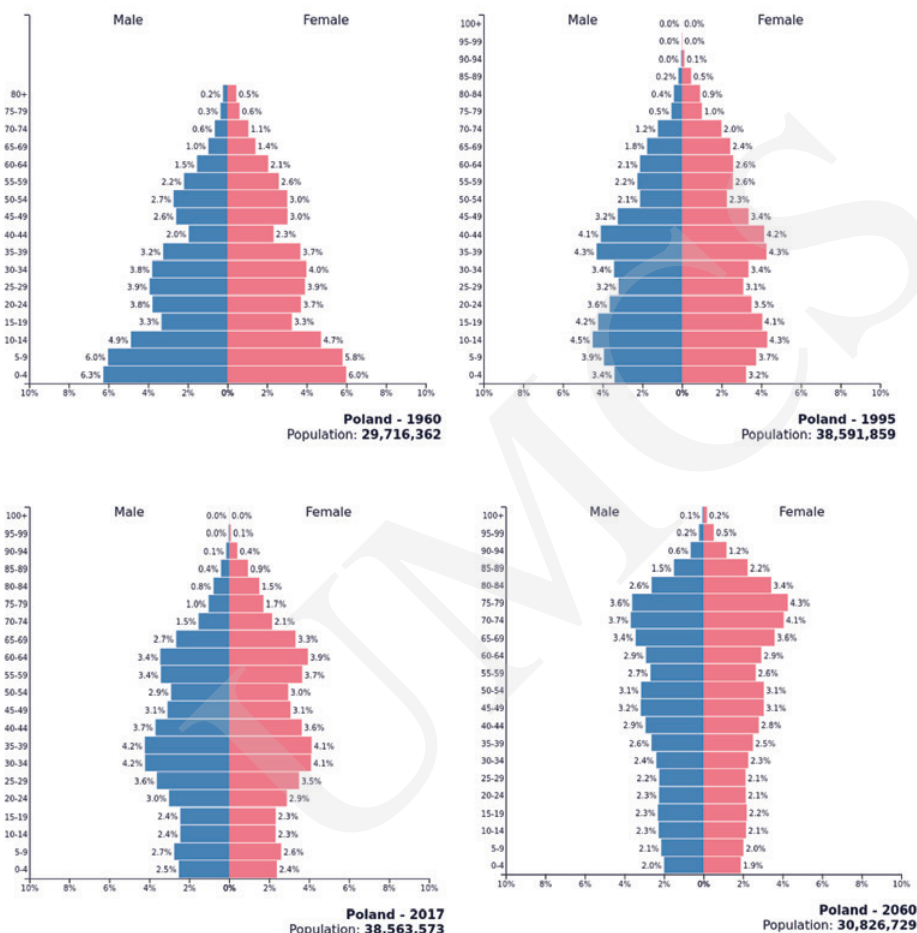 Male Female
80+ 0.2% 0.5%
75-79 0.3% 0.6%
70-74 0.6% 1.1%
65-69 1.0% 1.4%
60-64 1.5% 2.1%
55-59 2.2% 2.6%
50-54 2.7% 3.0%
45-49 2.6% 3.0%
40-44 2.0% 2.3%
35-39 3.2% 3.7%
30-34 3.8% 4.0%
25-29 3.9% 3.9%
20-24 3.8% 3.7%
15-19 3.3% 3.3%
10-14 4.9% 4.7%
5-9 6.0% 5.8%
0-4 6.3% 6.0%
10% 8% 6% 4% 2% 0% 2% 4% 6% 8% 10%
Poland - 1960
Population: 29,716,362
Male Female
100+ 0.0% 0.0%
95-99 0.0% 0.0%
90-94 0.0% 0.1%
85-89 0.2% 0.5%
80-84 0.4% 0.9%
75-79 0.5% 1.0%
70-74 1.2% 2.0%
65-69 1.8% 2.4%
60-64 2.1% 2.6%
55-59 2.2% 2.6%
50-54 2.1% 2.3%
45-49 3.2% 3.4%
40-44 4.1% 4.2%
35-39 4.3% 4.3%
30-34 3.4% 3.4%
25-29 3.2% 3.1%
20-24 3.6% 3.5%
15-19 4.2% 4.1%
10-14 4.5% 4.3%
5-9 3.9% 3.7%
0-4 3.4% 3.2%
10% 8% 6% 4% 2% 0% 2% 4% 6% 8% 10%
Poland - 1995
Population: 38,591,859
Male Female
100+ 0.0% 0.0%
95-99 0.0% 0.1%
90-94 0.1% 0.4%
85-89 0.4% 0.9%
80-84 0.8% 1.5%
75-79 1.0% 1.7%
70-74 1.5% 2.1%
65-69 2.7% 3.3%
60-64 3.4% 3.9%
55-59 3.4% 3.7%
50-54 2.9% 3.0%
45-49 3.1% 3.1%
40-44 3.7% 3.6%
35-39 4.2% 4.1%
30-34 4.2% 4.1%
25-29 3.6% 3.5%
20-24 3.0% 2.9%
15-19 2.4% 2.3%
10-14 2.4% 2.3%
5-9 2.7% 2.6%
0-4 2.5% 2.4%
10% 8% 6% 4% 2% 0% 2% 4% 6% 8% 10%
Poland - 2017
Population: 38,563,573
Male Female
100+ 0.1% 0.2%
95-99 0.2% 0.5%
90-94 0.6% 1.2%
85-89 1.5% 2.2%
80-84 2.6% 3.4%
75-79 3.6% 4.3%
70-74 3.7% 4.1%
65-69 3.4% 3.6%
60-64 2.9% 2.9%
55-59 2.7% 2.6%
50-54 3.1% 3.1%
45-49 3.2% 3.1%
40-44 2.9% 2.8%
35-39 2.6% 2.5%
30-34 2.4% 2.3%
25-29 2.2% 2.1%
20-24 2.3% 2.1%
15-19 2.3% 2.2%
10-14 2.3% 2.1%
5-9 2.1% 2.0%
0-4 2.0% 1.9%
10% 8% 6% 4% 2% 0% 2% 4% 6% 8% 10%
Poland - 2060
Population: 30,826,729
UMCS